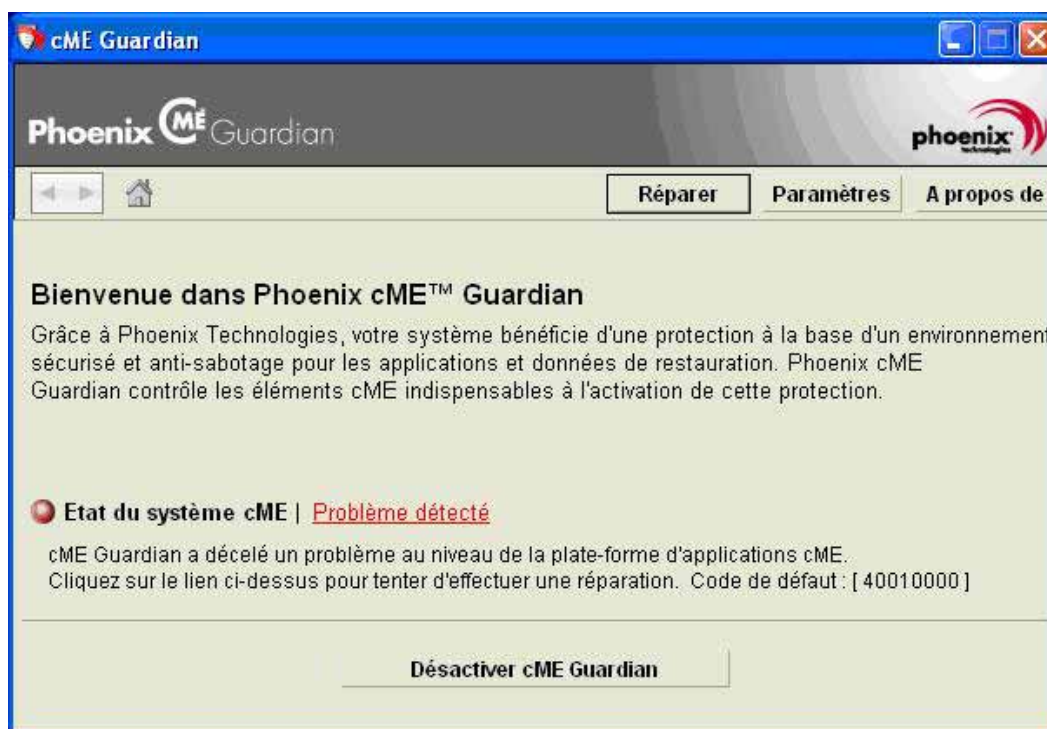 cME Guardian
Phoenix CMÉ Guardian
phoenix
technologies
Réparer Paramètres A propos de
Bienvenue dans Phoenix cME™ Guardian
Grâce à Phoenix Technologies, votre système bénéficie d'une protection à la base d'un environnement
sécurisé et anti-sabotage pour les applications et données de restauration. Phoenix cME
Guardian contrôle les éléments cME indispensables à l'activation de cette protection.
Etat du système cME | Problème détecté
cME Guardian a décelé un problème au niveau de la plate-forme d'applications cME.
Cliquez sur le lien ci-dessus pour tenter d'effectuer une réparation. Code de défaut : [ 40010000 ]
Désactiver cME Guardian